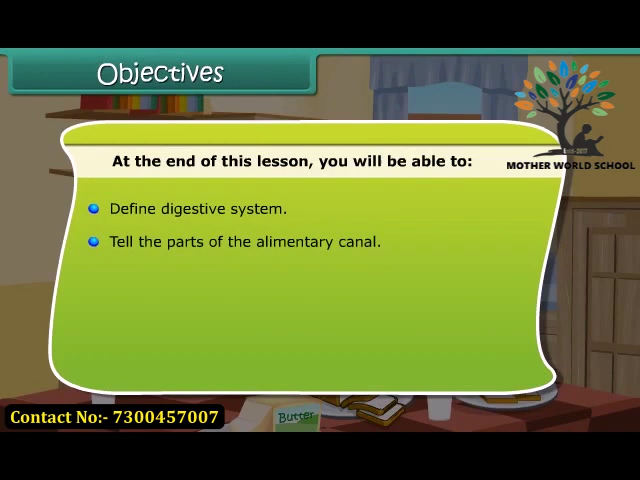 Objectives
At the end of this lesson, you will be able to:
Define digestive system.
Tell the parts of the alimentary canal.
MOTHER WORLD SCHOOL
Contact No:- 7300457007
Butter